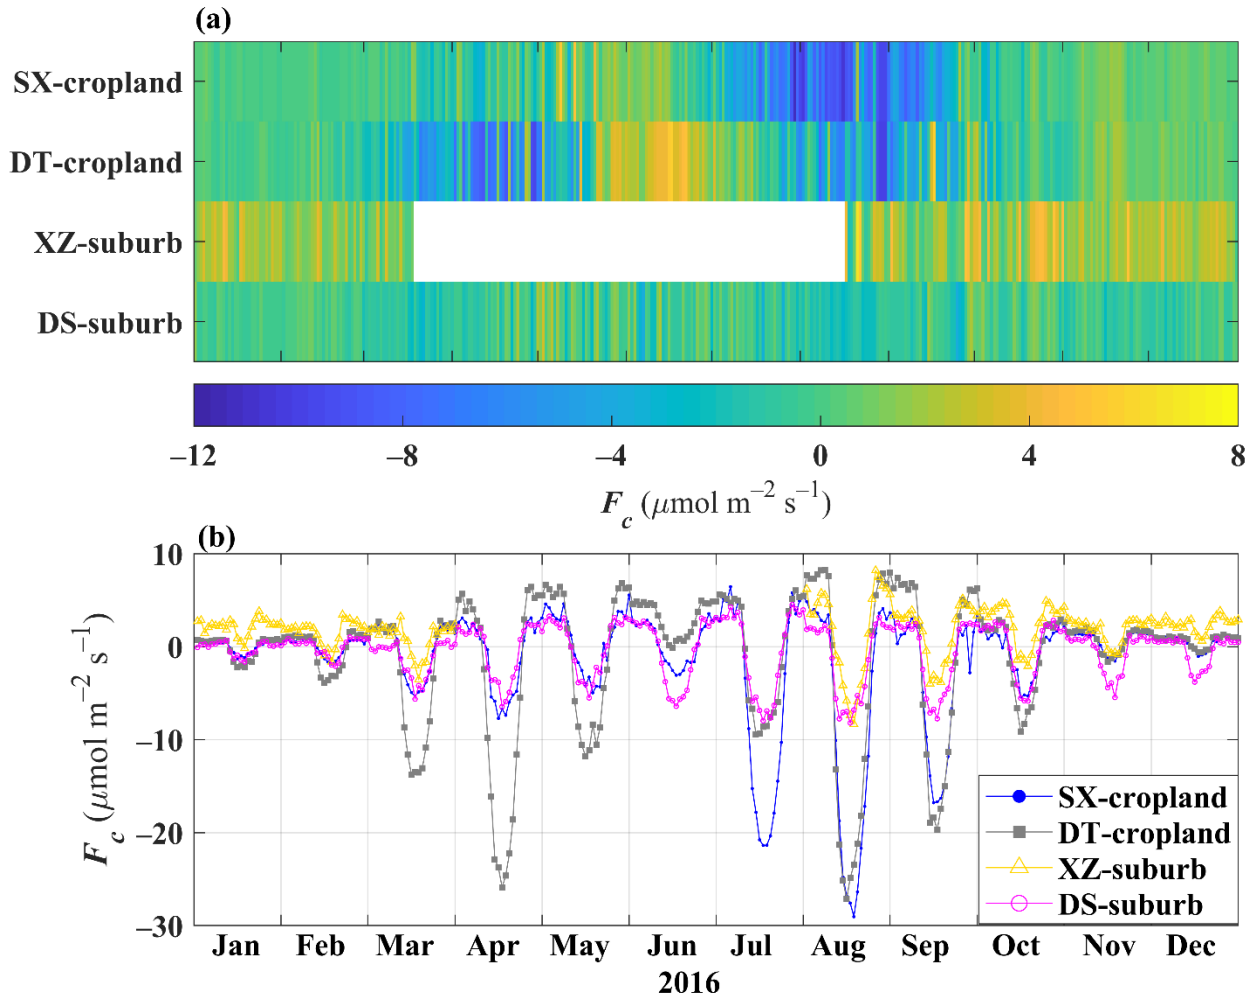 (a)
SX-cropland
DT-cropland
XZ-suburb
DS-suburb
−12 −8 −4 0 4 8
F_c (μmol m⁻² s⁻¹)
(b)
10
0
−10
−20
−30
F_c (μmol m⁻² s⁻¹)
SX-cropland
DT-cropland
XZ-suburb
DS-suburb
Jan Feb Mar Apr May Jun Jul Aug Sep Oct Nov Dec
2016